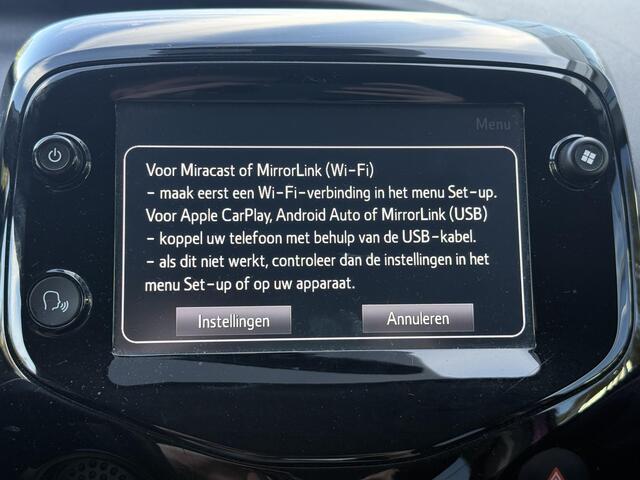 Menu
Voor Miracast of MirrorLink (Wi-Fi)
- maak eerst een Wi-Fi-verbinding in het menu Set-up.
Voor Apple CarPlay, Android Auto of MirrorLink (USB)
- koppel uw telefoon met behulp van de USB-kabel.
- als dit niet werkt, controleer dan de instellingen in het
menu Set-up of op uw apparaat.
Instellingen
Annuleren